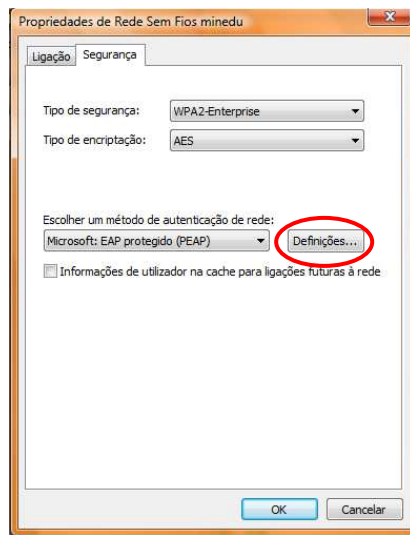 Propriedades de Rede Sem Fios minedu
Ligação Segurança
Tipo de segurança: WPA2-Enterprise
Tipo de encriptação: AES
Escolher um método de autenticação de rede:
Microsoft: EAP protegido (PEAP) Definições...
Informações de utilizador na cache para ligações futuras à rede
OK Cancelar